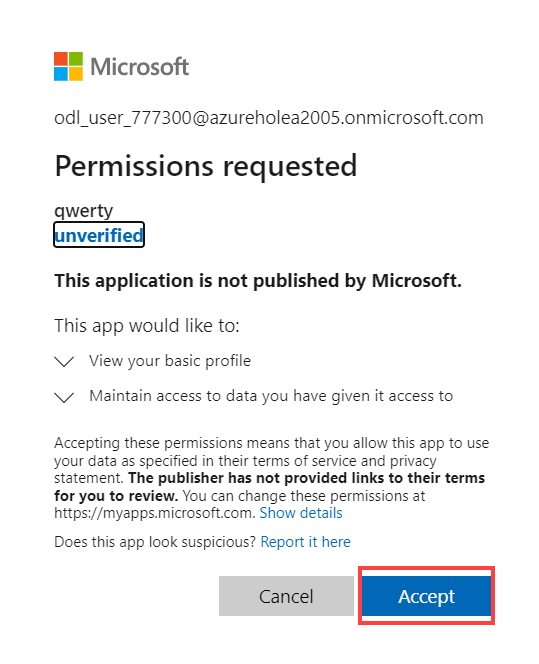 Microsoft
odl_user_777300@azureholea2005.onmicrosoft.com
Permissions requested
qwerty
unverified
This application is not published by Microsoft.
This app would like to:
View your basic profile
Maintain access to data you have given it access to
Accepting these permissions means that you allow this app to use
your data as specified in their terms of service and privacy
statement. The publisher has not provided links to their terms
for you to review. You can change these permissions at
https://myapps.microsoft.com. Show details
Does this app look suspicious? Report it here
Cancel Accept